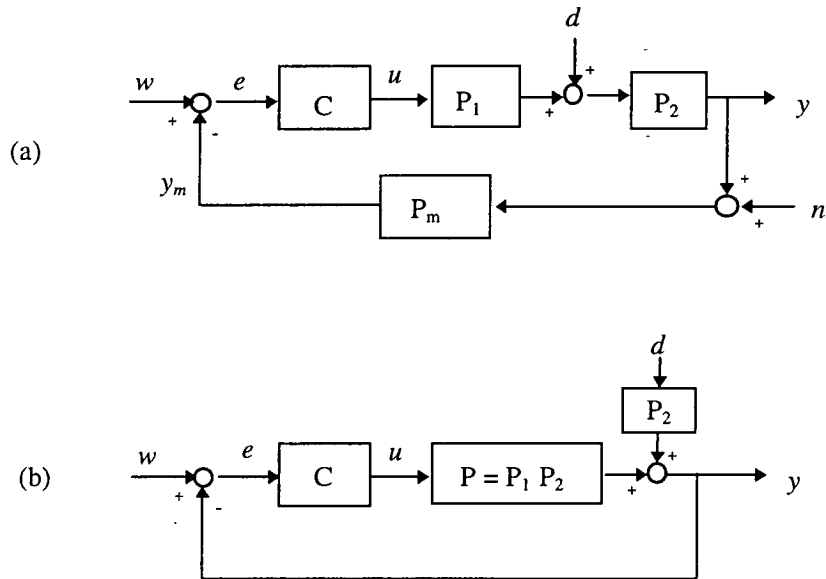 d
w e C u P₁ + + P₂ y
+ -
(a)
yₘ Pₘ + + n
d
P₂
(b) w e C u P = P₁ P₂ + + y
+ -